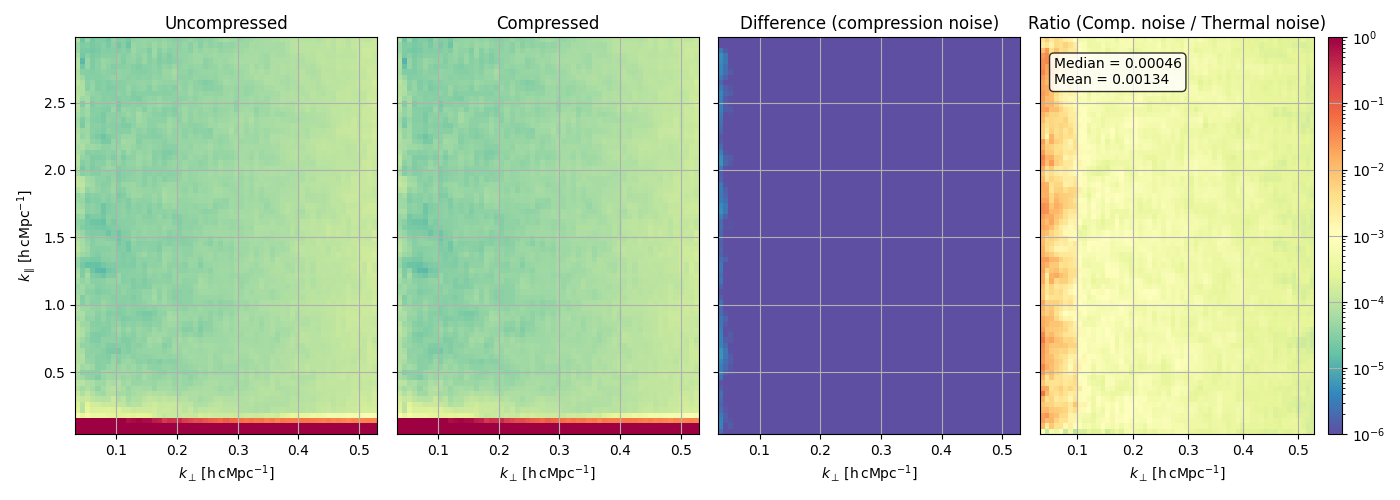 Uncompressed
Compressed
Difference (compression noise)
Ratio (Comp. noise / Thermal noise)
Median = 0.00046
Mean = 0.00134
k∥ [h cMpc⁻¹]
2.5
2.0
1.5
1.0
0.5
0.1 0.2 0.3 0.4 0.5
0.1 0.2 0.3 0.4 0.5
0.1 0.2 0.3 0.4 0.5
0.1 0.2 0.3 0.4 0.5
k⊥ [h cMpc⁻¹]
k⊥ [h cMpc⁻¹]
k⊥ [h cMpc⁻¹]
k⊥ [h cMpc⁻¹]
10⁰
10⁻¹
10⁻²
10⁻³
10⁻⁴
10⁻⁵
10⁻⁶